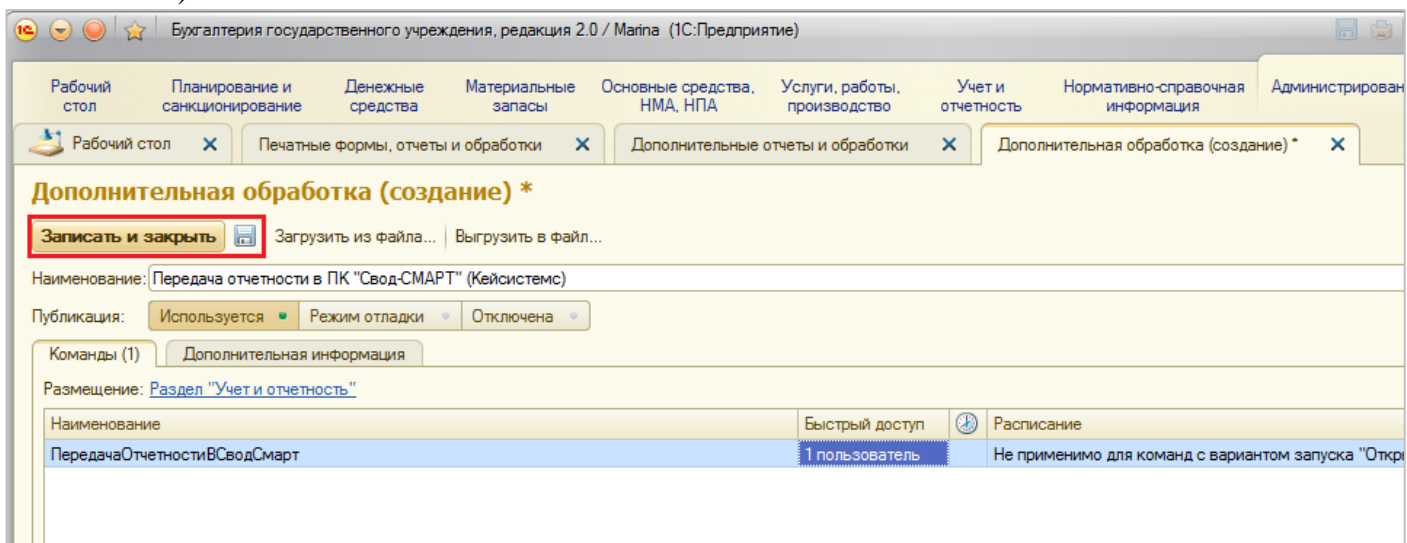 1С Бухгалтерия государственного учреждения, редакция 2.0 / Marina (1С:Предприятие)
Рабочий стол Планирование и санкционирование Денежные средства Материальные запасы Основные средства, НМА, НПА Услуги, работы, производство Учет и отчетность Нормативно-справочная информация Администрирован
Рабочий стол Печатные формы, отчеты и обработки Дополнительные отчеты и обработки Дополнительная обработка (создание) *
Дополнительная обработка (создание) *
Записать и закрыть Загрузить из файла... Выгрузить в файл...
Наименование: Передача отчетности в ПК "Свод-СМАРТ" (Кейсистемс)
Публикация: Используется Режим отладки Отключена
Команды (1) Дополнительная информация
Размещение: Раздел "Учет и отчетность"
Наименование Быстрый доступ Расписание
ПередачаОтчетностиВСводСмарт 1 пользователь Не применимо для команд с вариантом запуска "Откр